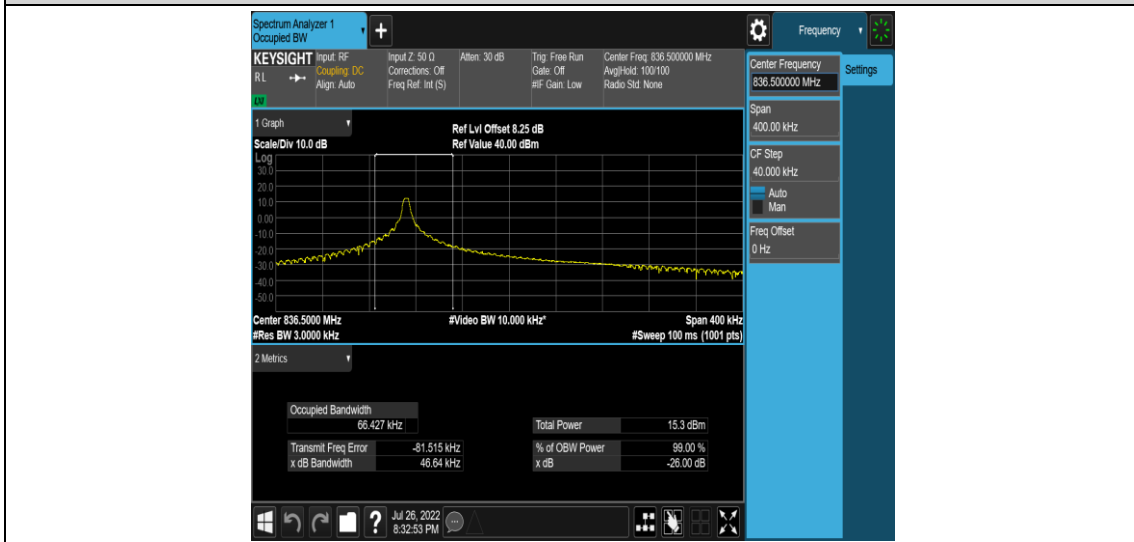 Spectrum Analyzer 1
Occupied BW
+
Frequency
KEYSIGHT
RL
LXI
Input: RF
Coupling: DC
Align: Auto
Input Z: 50 Ω
Corrections: Off
Freq Ref: Int (S)
Atten: 30 dB
Trig: Free Run
Gate: Off
#IF Gain: Low
Center Freq: 836.500000 MHz
Avg|Hold: 100/100
Radio Std: None
Center Frequency
836.500000 MHz
Settings
Span
400.00 kHz
CF Step
40.000 kHz
Auto
Man
Freq Offset
0 Hz
1 Graph
Scale/Div 10.0 dB
Ref Lvl Offset 8.25 dB
Ref Value 40.00 dBm
Log
30.0
20.0
10.0
0.00
-10.0
-20.0
-30.0
-40.0
-50.0
Center 836.5000 MHz
#Video BW 10.000 kHz*
Span 400 kHz
#Res BW 3.0000 kHz
#Sweep 100 ms (1001 pts)
2 Metrics
Occupied Bandwidth
66.427 kHz
Total Power 15.3 dBm
Transmit Freq Error -81.515 kHz
% of OBW Power 99.00 %
x dB Bandwidth 46.64 kHz
x dB -26.00 dB
?
Jul 26, 2022
8:32:53 PM